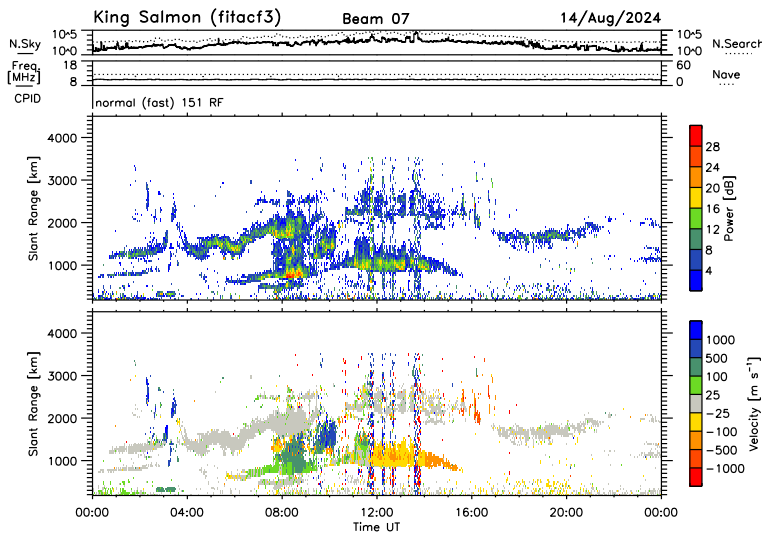 King Salmon (fitacf3) Beam 07 14/Aug/2024
N.Sky 10+5 10+0 10+5 10+0 N.Search
Freq. [MHz] 18 8 60 0 Nave
CPID normal (fast) 151 RF
4000
3000
2000
1000
Slant Range [km]
28
24
20
16
12
8
4
Power [dB]
4000
3000
2000
1000
Slant Range [km]
1000
500
100
25
-25
-100
-500
-1000
Velocity [m s⁻¹]
00:00 04:00 08:00 12:00 16:00 20:00 00:00
Time UT